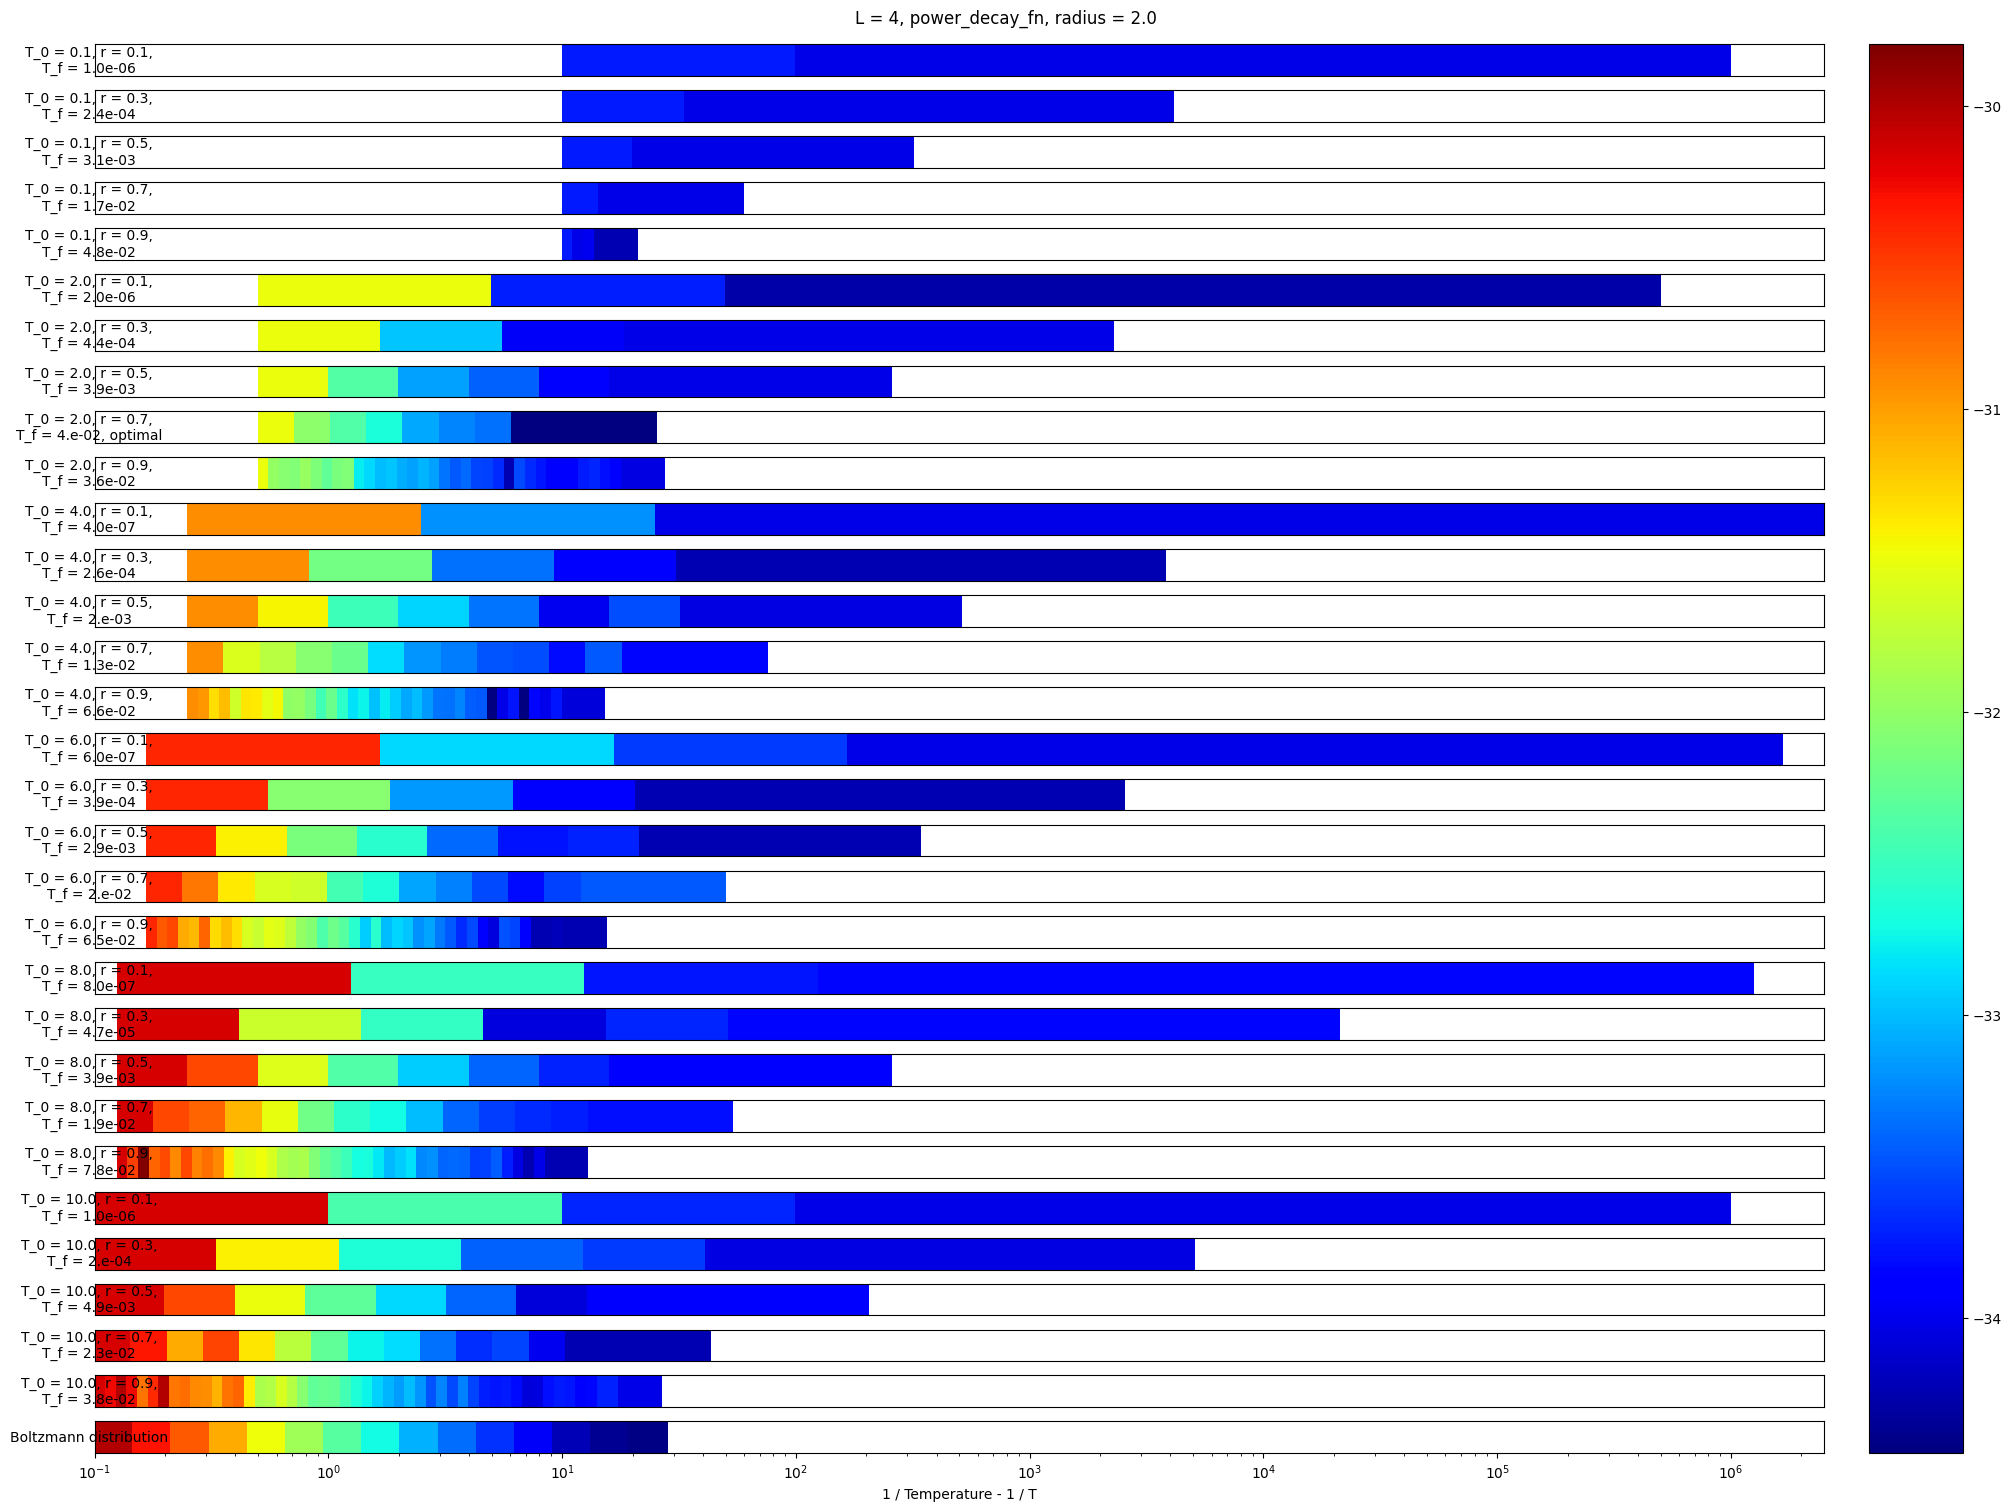 L = 4, power_decay_fn, radius = 2.0
T_0 = 0.1, r = 0.1,
T_f = 1.0e-06
T_0 = 0.1, r = 0.3,
T_f = 2.4e-04
T_0 = 0.1, r = 0.5,
T_f = 3.1e-03
T_0 = 0.1, r = 0.7,
T_f = 1.7e-02
T_0 = 0.1, r = 0.9,
T_f = 4.8e-02
T_0 = 2.0, r = 0.1,
T_f = 2.0e-06
T_0 = 2.0, r = 0.3,
T_f = 4.4e-04
T_0 = 2.0, r = 0.5,
T_f = 3.9e-03
T_0 = 2.0, r = 0.7,
T_f = 4.e-02, optimal
T_0 = 2.0, r = 0.9,
T_f = 3.6e-02
T_0 = 4.0, r = 0.1,
T_f = 4.0e-07
T_0 = 4.0, r = 0.3,
T_f = 2.6e-04
T_0 = 4.0, r = 0.5,
T_f = 2.e-03
T_0 = 4.0, r = 0.7,
T_f = 1.3e-02
T_0 = 4.0, r = 0.9,
T_f = 6.6e-02
T_0 = 6.0, r = 0.1,
T_f = 6.0e-07
T_0 = 6.0, r = 0.3,
T_f = 3.9e-04
T_0 = 6.0, r = 0.5,
T_f = 2.9e-03
T_0 = 6.0, r = 0.7,
T_f = 2.e-02
T_0 = 6.0, r = 0.9,
T_f = 6.5e-02
T_0 = 8.0, r = 0.1,
T_f = 8.0e-07
T_0 = 8.0, r = 0.3,
T_f = 4.7e-05
T_0 = 8.0, r = 0.5,
T_f = 3.9e-03
T_0 = 8.0, r = 0.7,
T_f = 1.9e-02
T_0 = 8.0, r = 0.9,
T_f = 7.8e-02
T_0 = 10.0, r = 0.1,
T_f = 1.0e-06
T_0 = 10.0, r = 0.3,
T_f = 2.e-04
T_0 = 10.0, r = 0.5,
T_f = 4.9e-03
T_0 = 10.0, r = 0.7,
T_f = 2.3e-02
T_0 = 10.0, r = 0.9,
T_f = 3.8e-02
Boltzmann distribution
10⁻¹ 10⁰ 10¹ 10² 10³ 10⁴ 10⁵ 10⁶
1 / Temperature - 1 / T
−30
−31
−32
−33
−34